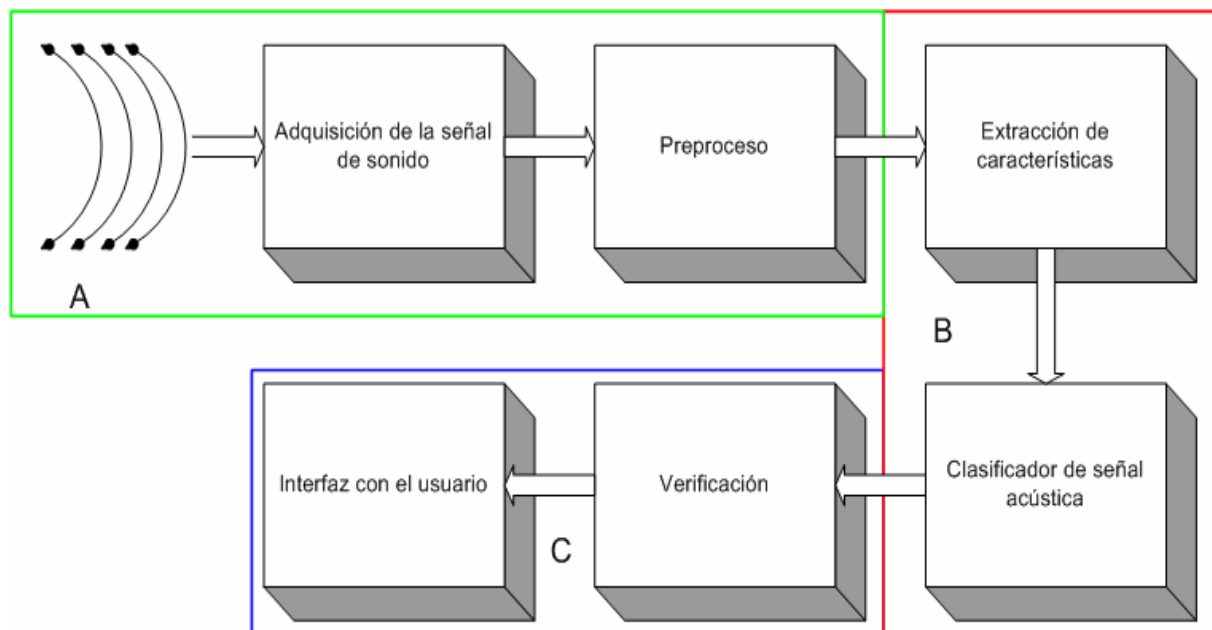 Adquisición de la señal
de sonido
Preproceso
Extracción de
características
A
B
Interfaz con el usuario
Verificación
Clasificador de señal
acústica
C